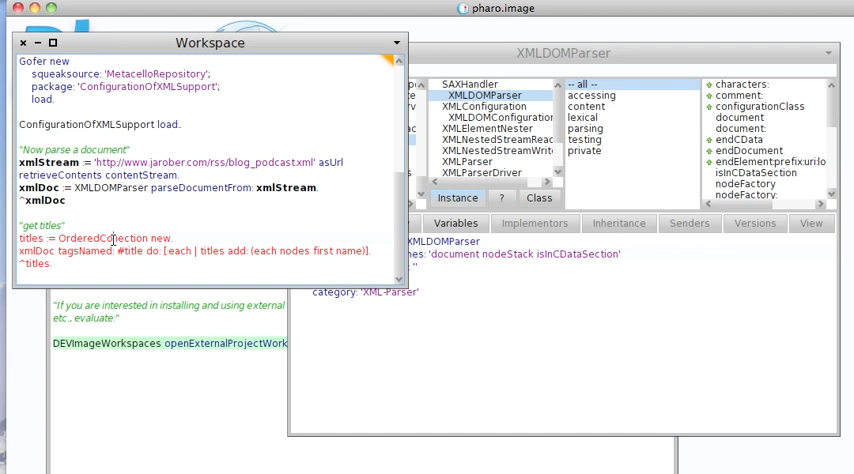 pharo.image
Workspace
Gofer new
squeaksource: 'MetacelloRepository';
package: 'ConfigurationOfXMLSupport';
load.
ConfigurationOfXMLSupport load..
"Now parse a document"
xmlStream := 'http://www.jarober.com/rss/blog_podcast.xml' asUrl
retrieveContents contentStream.
xmlDoc := XMLDOMParser parseDocumentFrom: xmlStream.
^xmlDoc
"get titles"
titles := OrderedCollection new.
xmlDoc tagsNamed: #title do: [each | titles add: (each nodes first name)].
^titles.
"If you are interested in installing and using external
etc., evaluate:"
DEVImageWorkspaces openExternalProjectWork
XMLDOMParser
SAXHandler
XMLDOMParser
XMLConfiguration
XMLDOMConfiguration
XMLElementNester
XMLNestedStreamRead
XMLNestedStreamWrite
XMLParser
XMLParserDriver
-- all --
accessing
content
lexical
parsing
testing
private
characters:
comment:
configurationClass
document
document:
endCData
endDocument
endElement:prefix:uri:lo
isInCDataSection
nodeFactory
nodeFactory:
Instance ? Class
Variables Implementors Inheritance Senders Versions View
XMLDOMParser
nes: 'document nodeStack isInCDataSection'
: ''
category: 'XML-Parser'